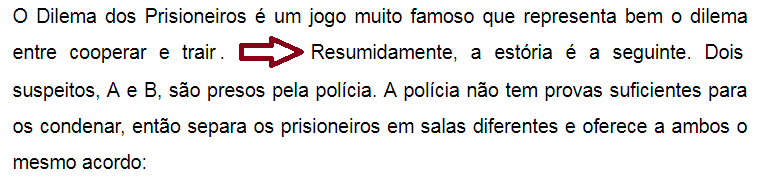 O Dilema dos Prisioneiros é um jogo muito famoso que representa bem o dilema
entre cooperar e trair. Resumidamente, a estória é a seguinte. Dois
suspeitos, A e B, são presos pela polícia. A polícia não tem provas suficientes para
os condenar, então separa os prisioneiros em salas diferentes e oferece a ambos o
mesmo acordo: